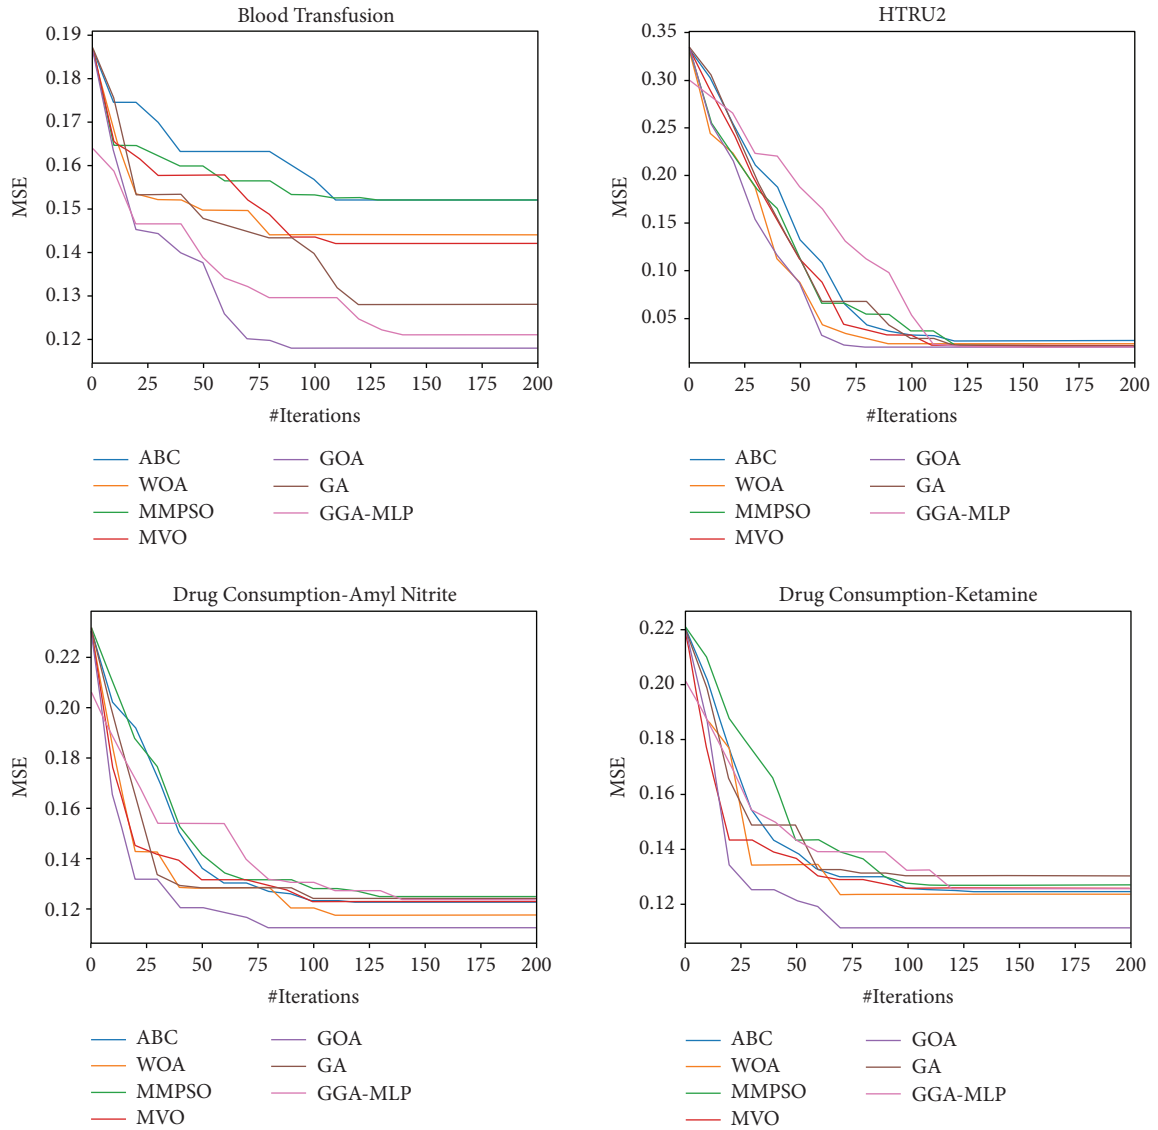 Blood Transfusion
0.19
0.18
0.17
0.16
0.15
0.14
0.13
0.12
MSE
0 25 50 75 100 125 150 175 200
#Iterations
ABC
WOA
MMPSO
MVO
GOA
GA
GGA-MLP
HTRU2
0.35
0.30
0.25
0.20
0.15
0.10
0.05
MSE
0 25 50 75 100 125 150 175 200
#Iterations
ABC
WOA
MMPSO
MVO
GOA
GA
GGA-MLP
Drug Consumption-Amyl Nitrite
0.22
0.20
0.18
0.16
0.14
0.12
MSE
0 25 50 75 100 125 150 175 200
#Iterations
ABC
WOA
MMPSO
MVO
GOA
GA
GGA-MLP
Drug Consumption-Ketamine
0.22
0.20
0.18
0.16
0.14
0.12
MSE
0 25 50 75 100 125 150 175 200
#Iterations
ABC
WOA
MMPSO
MVO
GOA
GA
GGA-MLP